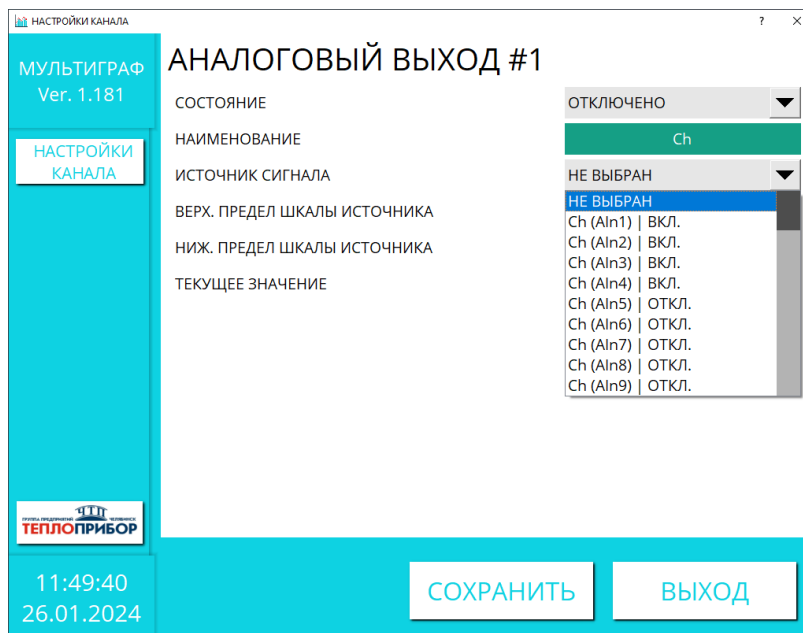 НАСТРОЙКИ КАНАЛА
?
МУЛЬТИГРАФ
Ver. 1.181
НАСТРОЙКИ
КАНАЛА
АНАЛОГОВЫЙ ВЫХОД #1
СОСТОЯНИЕ ОТКЛЮЧЕНО
НАИМЕНОВАНИЕ Ch
ИСТОЧНИК СИГНАЛА НЕ ВЫБРАН
ВЕРХ. ПРЕДЕЛ ШКАЛЫ ИСТОЧНИКА
НИЖ. ПРЕДЕЛ ШКАЛЫ ИСТОЧНИКА
ТЕКУЩЕЕ ЗНАЧЕНИЕ
НЕ ВЫБРАН
Ch (AIn1) | ВКЛ.
Ch (AIn2) | ВКЛ.
Ch (AIn3) | ВКЛ.
Ch (AIn4) | ВКЛ.
Ch (AIn5) | ОТКЛ.
Ch (AIn6) | ОТКЛ.
Ch (AIn7) | ОТКЛ.
Ch (AIn8) | ОТКЛ.
Ch (AIn9) | ОТКЛ.
ЧТП
ТЕПЛОПРИБОР
11:49:40
26.01.2024
СОХРАНИТЬ ВЫХОД